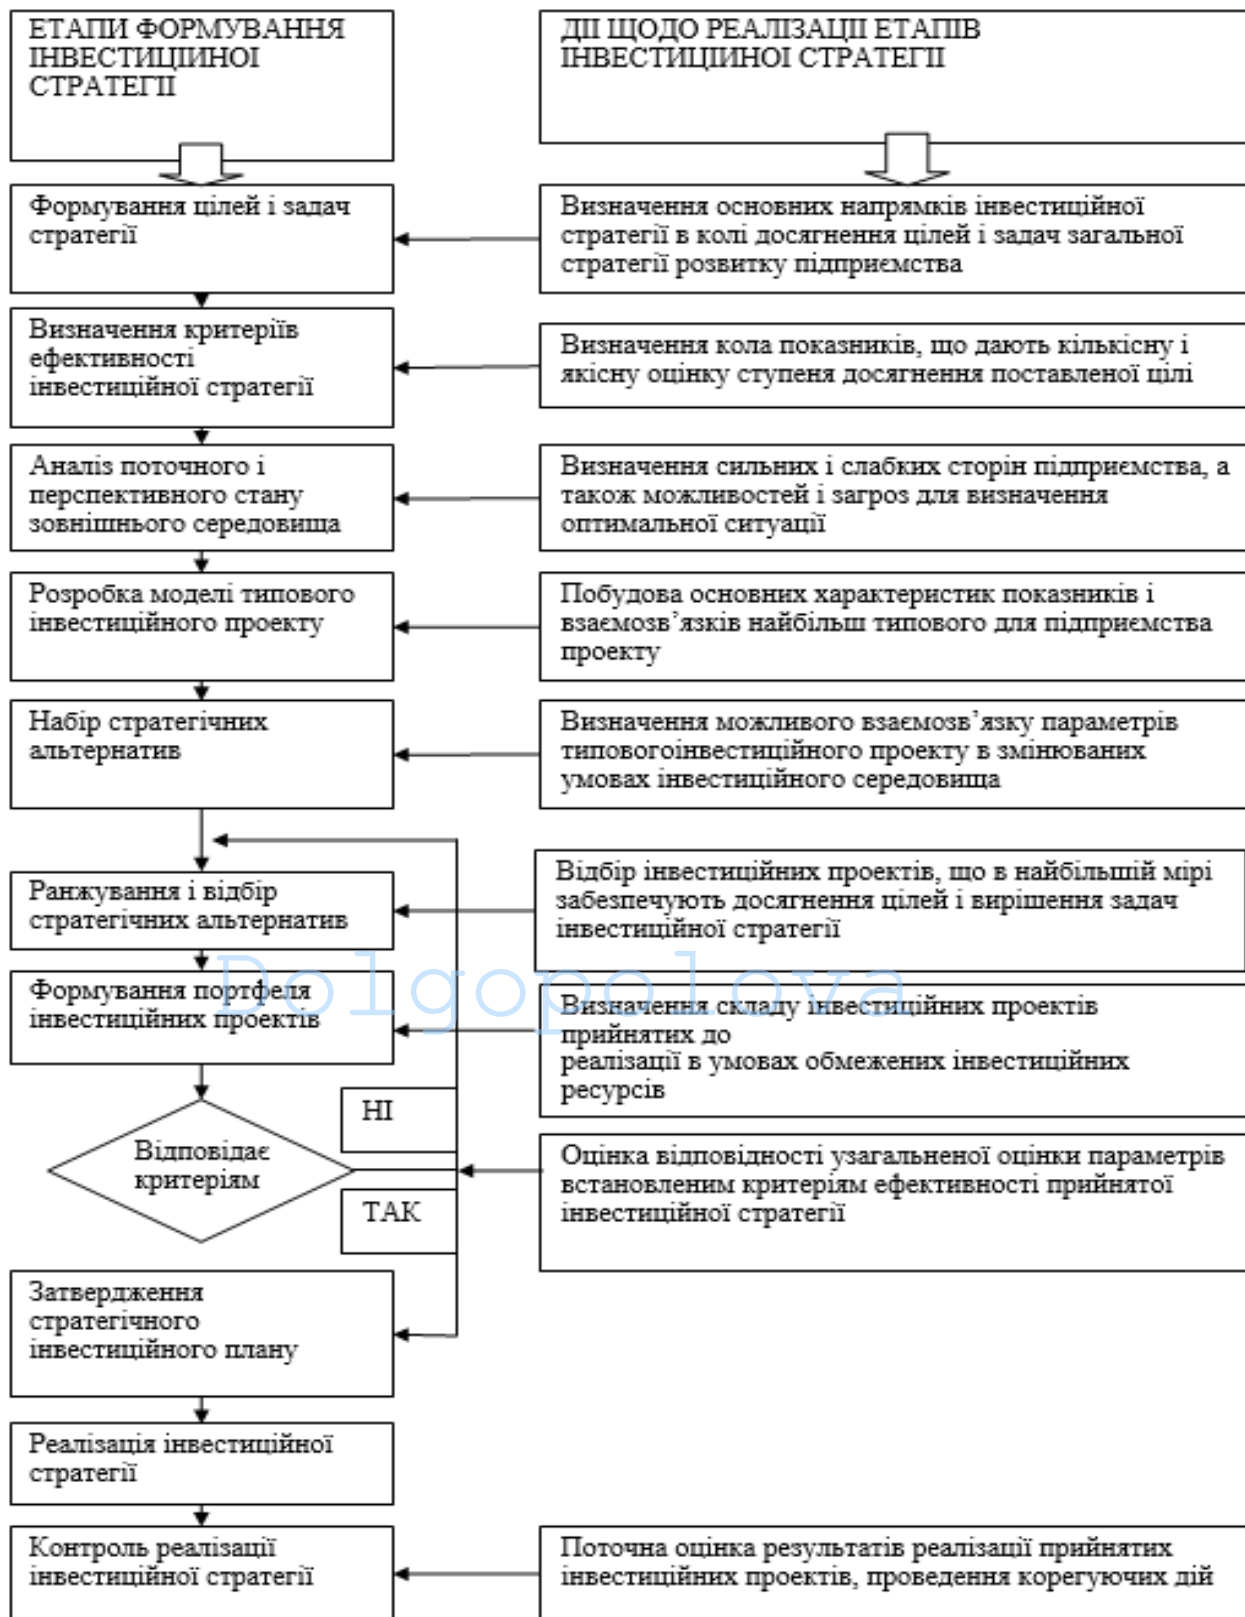 ЕТАПИ ФОРМУВАННЯ
ІНВЕСТИЦІЙНОЇ
СТРАТЕГІЇ
ДІЇ ЩОДО РЕАЛІЗАЦІЇ ЕТАПІВ
ІНВЕСТИЦІЙНОЇ СТРАТЕГІЇ
Формування цілей і задач
стратегії
Визначення основних напрямків інвестиційної
стратегії в колі досягнення цілей і задач загальної
стратегії розвитку підприємства
Визначення критеріїв
ефективності
інвестиційної стратегії
Визначення кола показників, що дають кількісну і
якісну оцінку ступеня досягнення поставленої цілі
Аналіз поточного і
перспективного стану
зовнішнього середовища
Визначення сильних і слабких сторін підприємства, а
також можливостей і загроз для визначення
оптимальної ситуації
Розробка моделі типового
інвестиційного проекту
Побудова основних характеристик показників і
взаємозв’язків найбільш типового для підприємства
проекту
Набір стратегічних
альтернатив
Визначення можливого взаємозв’язку параметрів
типовогоінвестиційного проекту в змінюваних
умовах інвестиційного середовища
Ранжування і відбір
стратегічних альтернатив
Відбір інвестиційних проектів, що в найбільшій мірі
забезпечують досягнення цілей і вирішення задач
інвестиційної стратегії
Dolgopolova
Формування портфеля
інвестиційних проектів
Визначення складу інвестиційних проектів
прийнятих до
реалізації в умовах обмежених інвестиційних
ресурсів
НІ
Відповідає
критеріям
ТАК
Оцінка відповідності узагальненої оцінки параметрів
встановленим критеріям ефективності прийнятої
інвестиційної стратегії
Затвердження
стратегічного
інвестиційного плану
Реалізація інвестиційної
стратегії
Контроль реалізації
інвестиційної стратегії
Поточна оцінка результатів реалізації прийнятих
інвестиційних проектів, проведення корегуючих дій